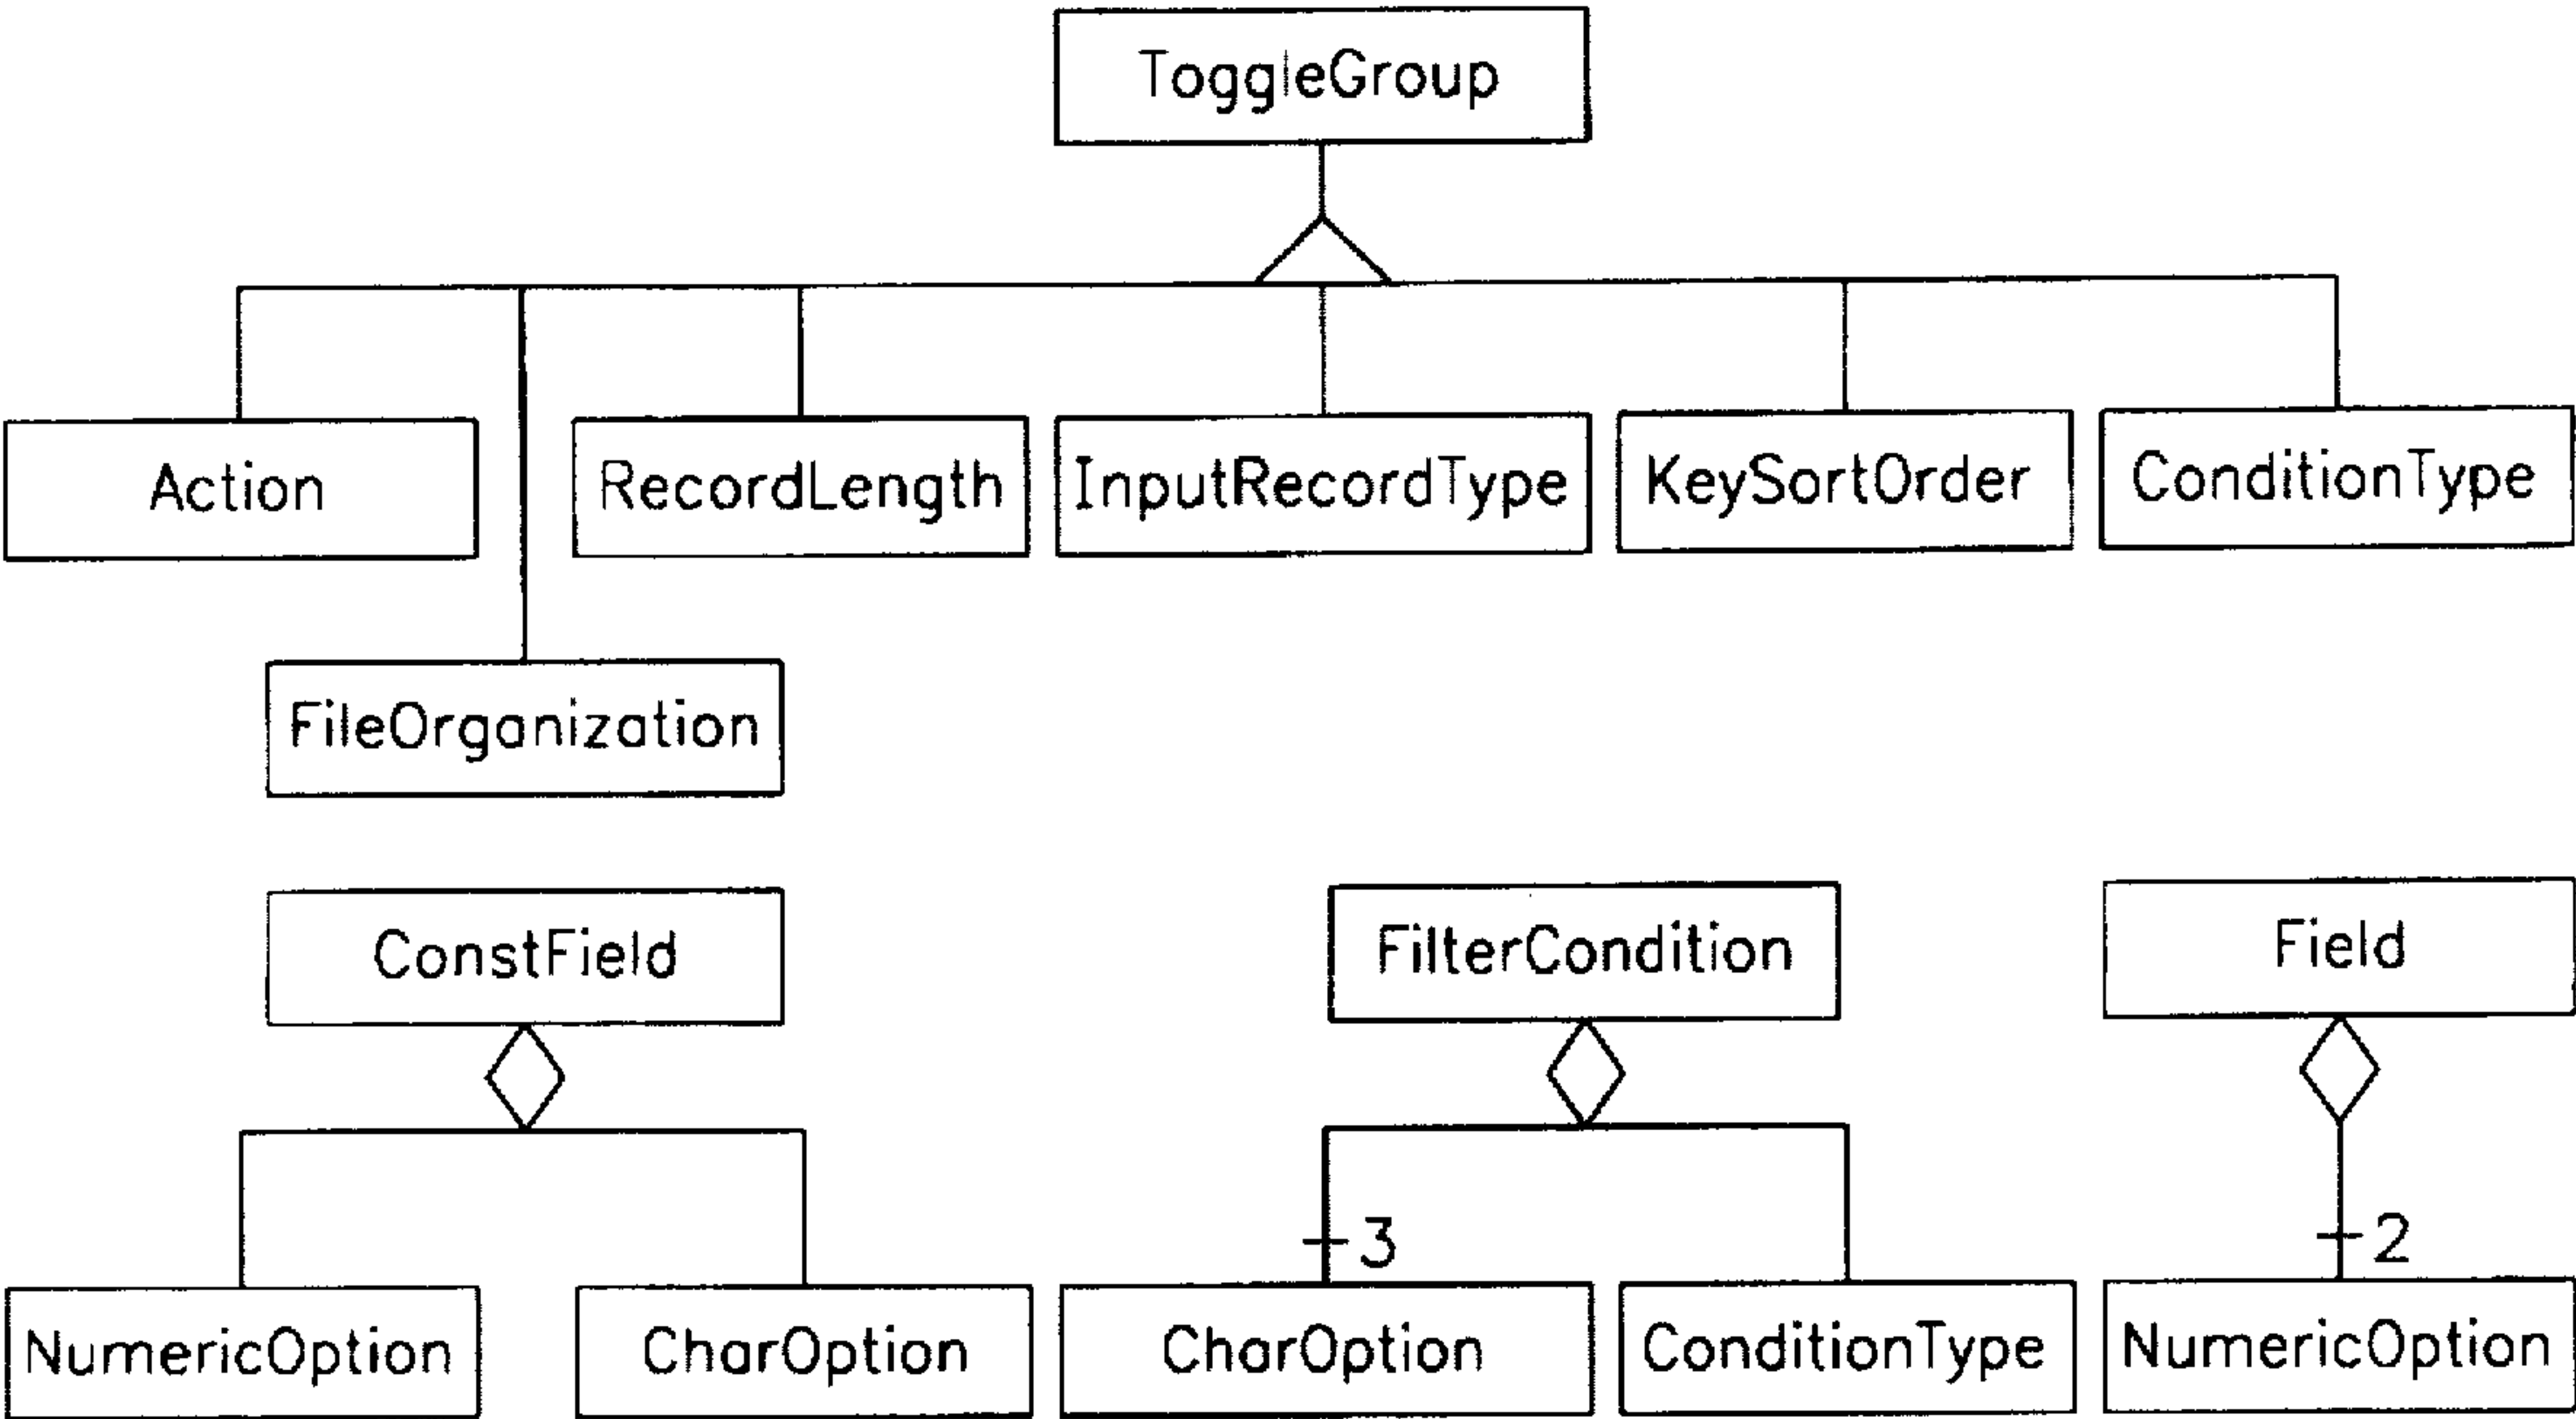 ToggleGroup
Action
RecordLength
InputRecordType
KeySortOrder
ConditionType
FileOrganization
ConstField
FilterCondition
Field
3
2
NumericOption
CharOption
CharOption
ConditionType
NumericOption